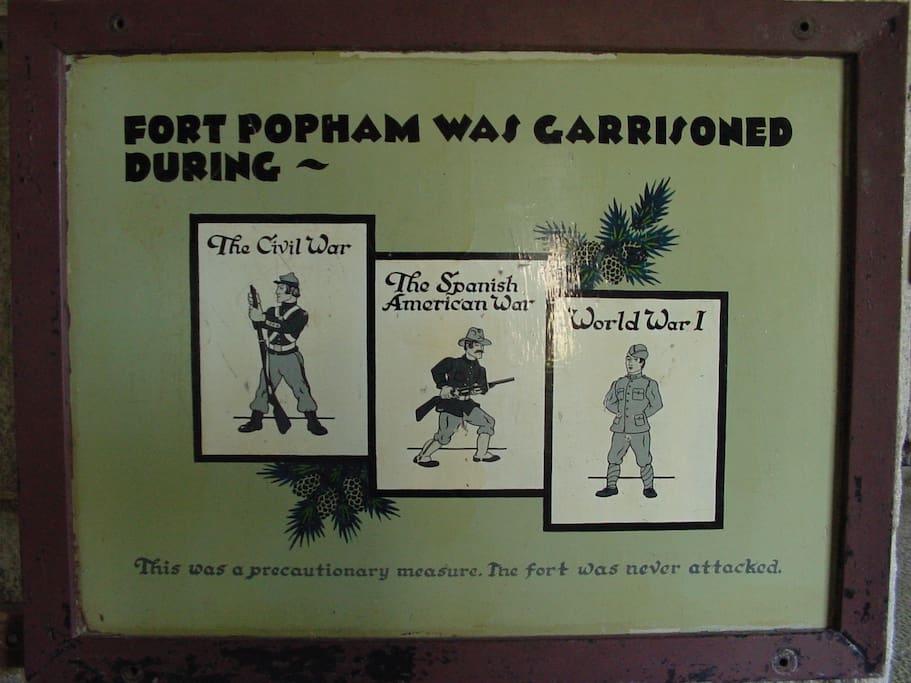 FORT POPHAM WAS GARRISONED
DURING ~
The Civil War
The Spanish
American War
World War I
This was a precautionary measure. The fort was never attacked.